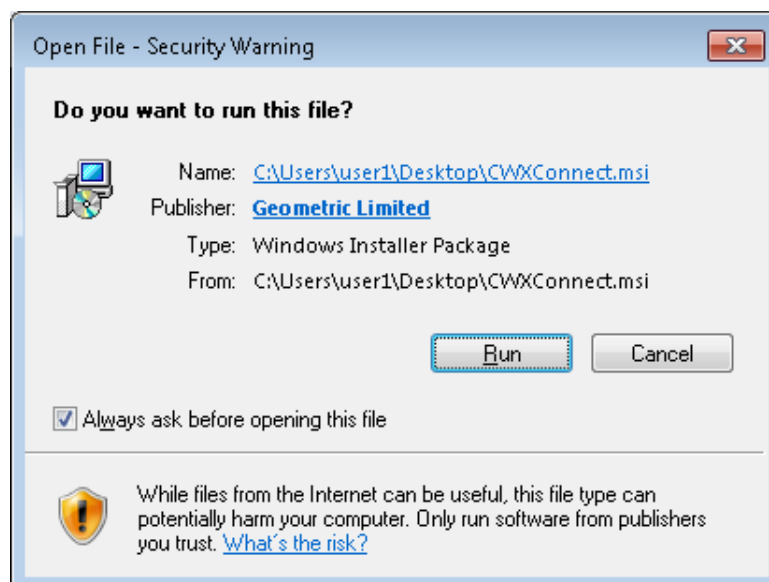 Open File - Security Warning
Do you want to run this file?
Name: C:\Users\user1\Desktop\CWXConnect.msi
Publisher: Geometric Limited
Type: Windows Installer Package
From: C:\Users\user1\Desktop\CWXConnect.msi
Run Cancel
Always ask before opening this file
While files from the Internet can be useful, this file type can
potentially harm your computer. Only run software from publishers
you trust. What's the risk?